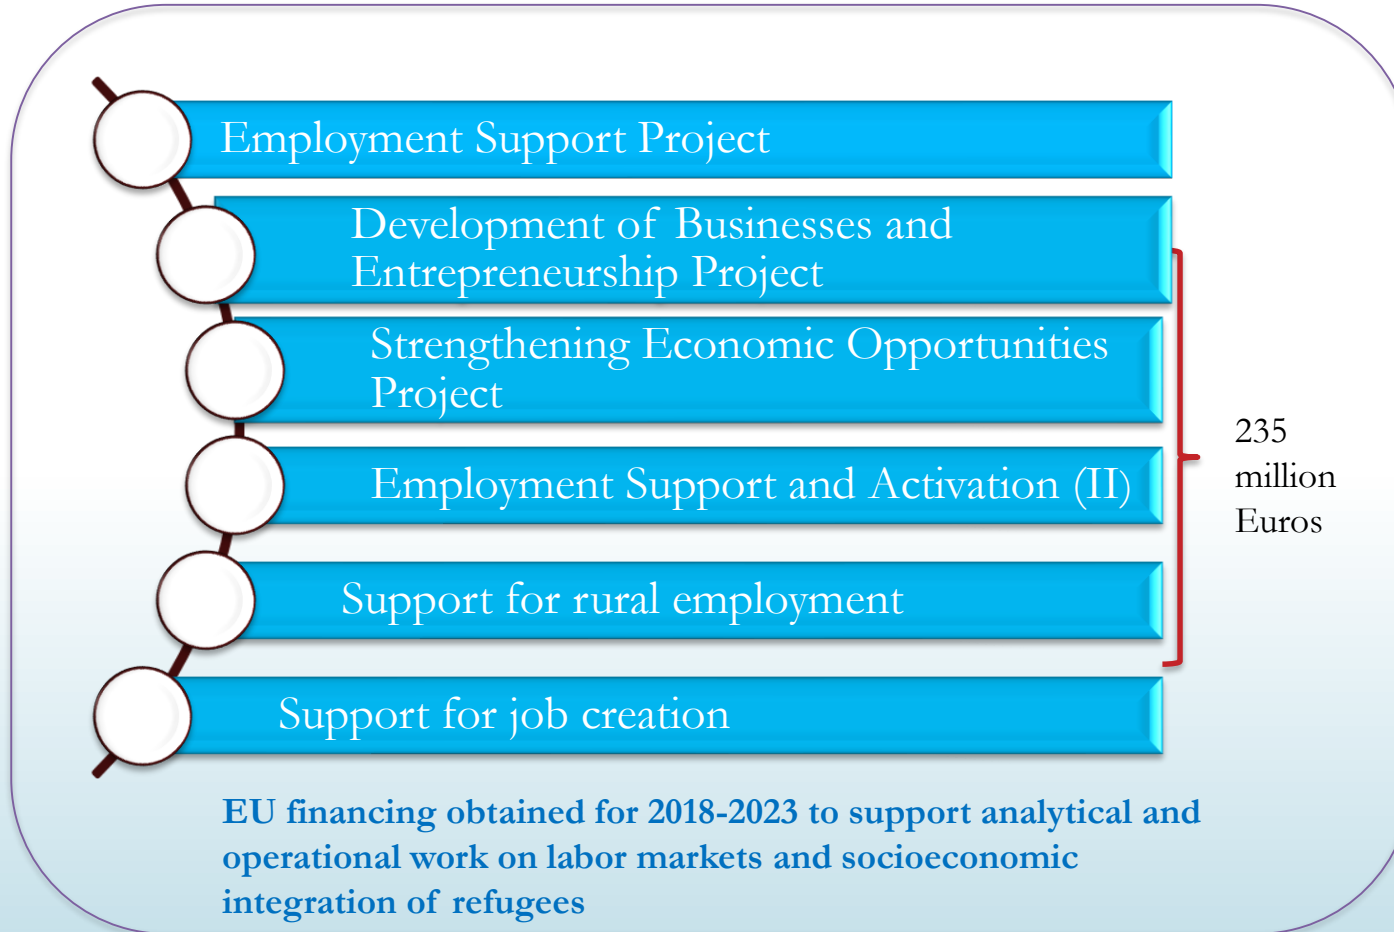 Employment Support Project
Development of Businesses and
Entrepreneurship Project
Strengthening Economic Opportunities
Project
Employment Support and Activation (II)
Support for rural employment
Support for job creation
235
million
Euros
EU financing obtained for 2018-2023 to support analytical and
operational work on labor markets and socioeconomic
integration of refugees